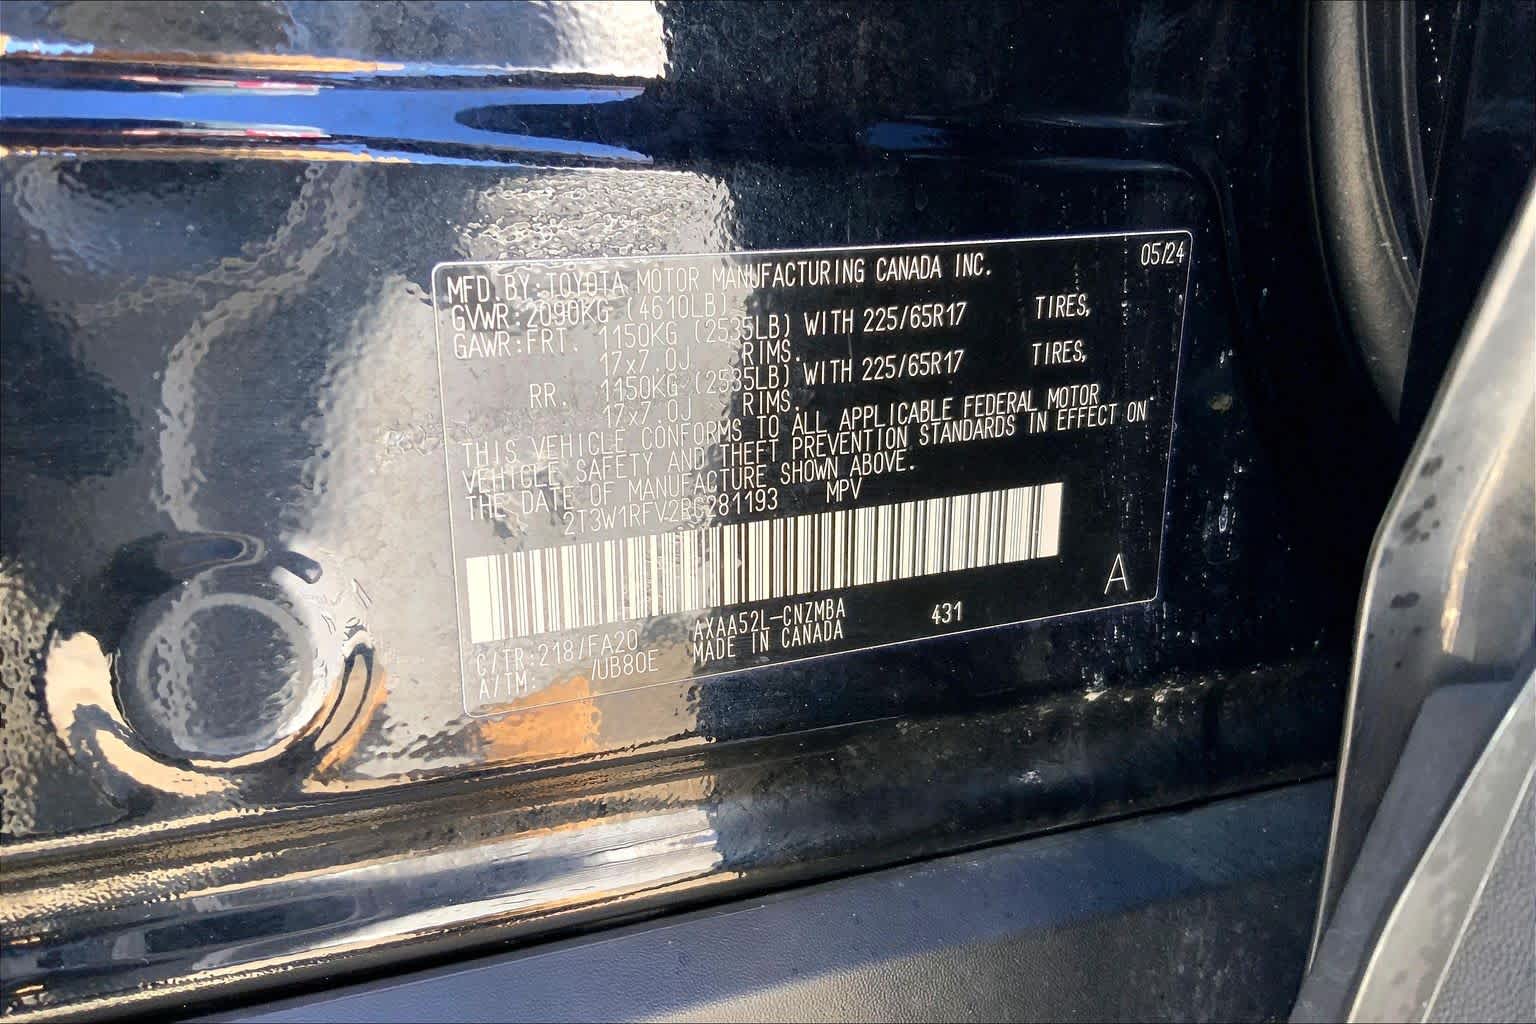 MFD.BY:TOYOTA MOTOR MANUFACTURING CANADA INC. 05/24
GVWR:2090KG (4610LB)
GAWR:FRT. 1150KG (2535LB) WITH 225/65R17 TIRES,
17x7.0J RIMS.
RR. 1150KG (2535LB) WITH 225/65R17 TIRES,
17x7.0J RIMS.
THIS VEHICLE CONFORMS TO ALL APPLICABLE FEDERAL MOTOR
VEHICLE SAFETY AND THEFT PREVENTION STANDARDS IN EFFECT ON
THE DATE OF MANUFACTURE SHOWN ABOVE.
2T3W1RFV2RC281193 MPV
A
C/TR:218/FA20 AXAA52L-CNZMBA 431
A/TM: /UB80E MADE IN CANADA